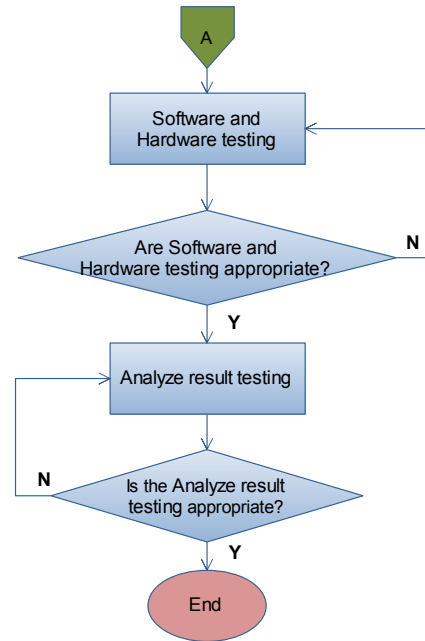 A
Software and
Hardware testing
Are Software and
Hardware testing appropriate?
N
Y
Analyze result testing
N
Is the Analyze result
testing appropriate?
Y
End